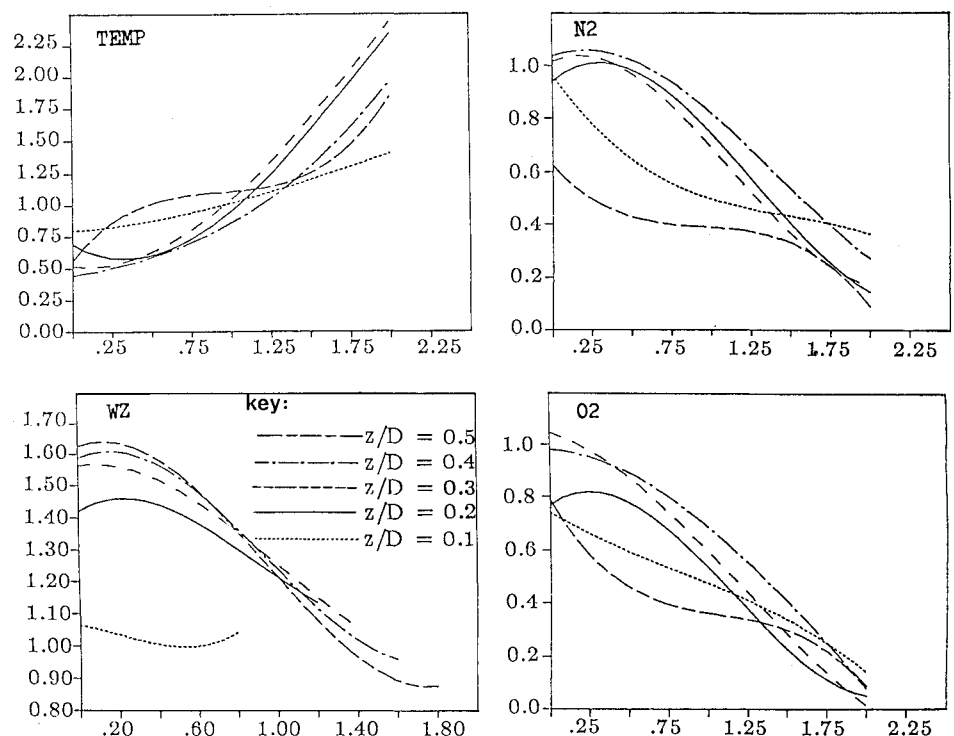 TEMP
2.25
2.00
1.75
1.50
1.25
1.00
0.75
0.50
0.25
0.00
.25 .75 1.25 1.75 2.25
N2
1.0
0.8
0.6
0.4
0.2
0.0
.25 .75 1.25 1.75 2.25
WZ
key:
z/D = 0.5
z/D = 0.4
z/D = 0.3
z/D = 0.2
z/D = 0.1
1.70
1.60
1.50
1.40
1.30
1.20
1.10
1.00
0.90
0.80
.20 .60 1.00 1.40 1.80
O2
1.0
0.8
0.6
0.4
0.2
0.0
.25 .75 1.25 1.75 2.25